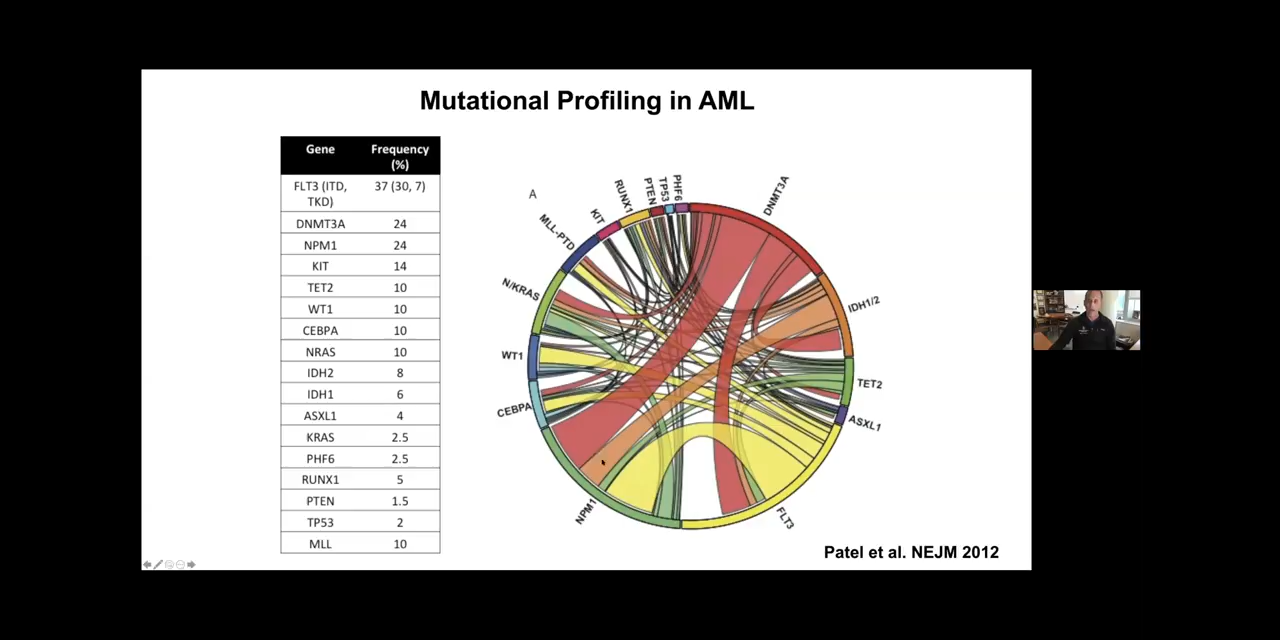 Mutational Profiling in AML
Gene Frequency
(%)
FLT3 (ITD, 37 (30, 7)
TKD)
DNMT3A 24
NPM1 24
KIT 14
TET2 10
WT1 10
CEBPA 10
NRAS 10
IDH2 8
IDH1 6
ASXL1 4
KRAS 2.5
PHF6 2.5
RUNX1 5
PTEN 1.5
TP53 2
MLL 10
A
DNMT3A
IDH1/2
TET2
ASXL1
FLT3
NPM1
CEBPA
WT1
N/KRAS
MLL-PTD
KIT
RUNX1
PTEN
TP53
PHF6
Patel et al. NEJM 2012